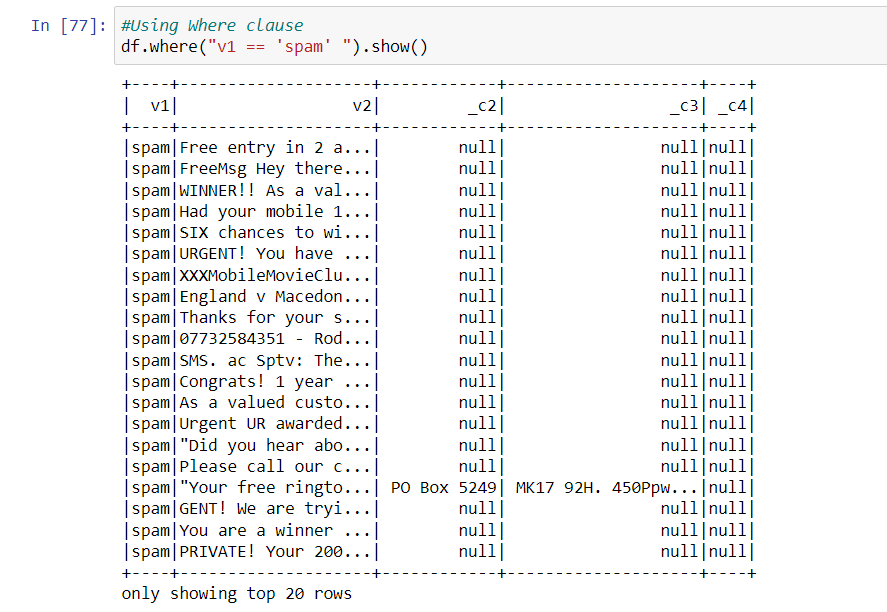 In [77]: #Using Where clause
df.where("v1 == 'spam' ").show()
+----+--------------------+------------+--------------------+----+
|  v1|                  v2|         _c2|                 _c3| _c4|
+----+--------------------+------------+--------------------+----+
|spam|Free entry in 2 a...|        null|                null|null|
|spam|FreeMsg Hey there...|        null|                null|null|
|spam|WINNER!! As a val...|        null|                null|null|
|spam|Had your mobile 1...|        null|                null|null|
|spam|SIX chances to wi...|        null|                null|null|
|spam|URGENT! You have ...|        null|                null|null|
|spam|XXXMobileMovieClu...|        null|                null|null|
|spam|England v Macedon...|        null|                null|null|
|spam|Thanks for your s...|        null|                null|null|
|spam|07732584351 - Rod...|        null|                null|null|
|spam|SMS. ac Sptv: The...|        null|                null|null|
|spam|Congrats! 1 year ...|        null|                null|null|
|spam|As a valued custo...|        null|                null|null|
|spam|Urgent UR awarded...|        null|                null|null|
|spam|"Did you hear abo...|        null|                null|null|
|spam|Please call our c...|        null|                null|null|
|spam|"Your free ringto...| PO Box 5249| MK17 92H. 450Ppw...|null|
|spam|GENT! We are tryi...|        null|                null|null|
|spam|You are a winner ...|        null|                null|null|
|spam|PRIVATE! Your 200...|        null|                null|null|
+----+--------------------+------------+--------------------+----+
only showing top 20 rows